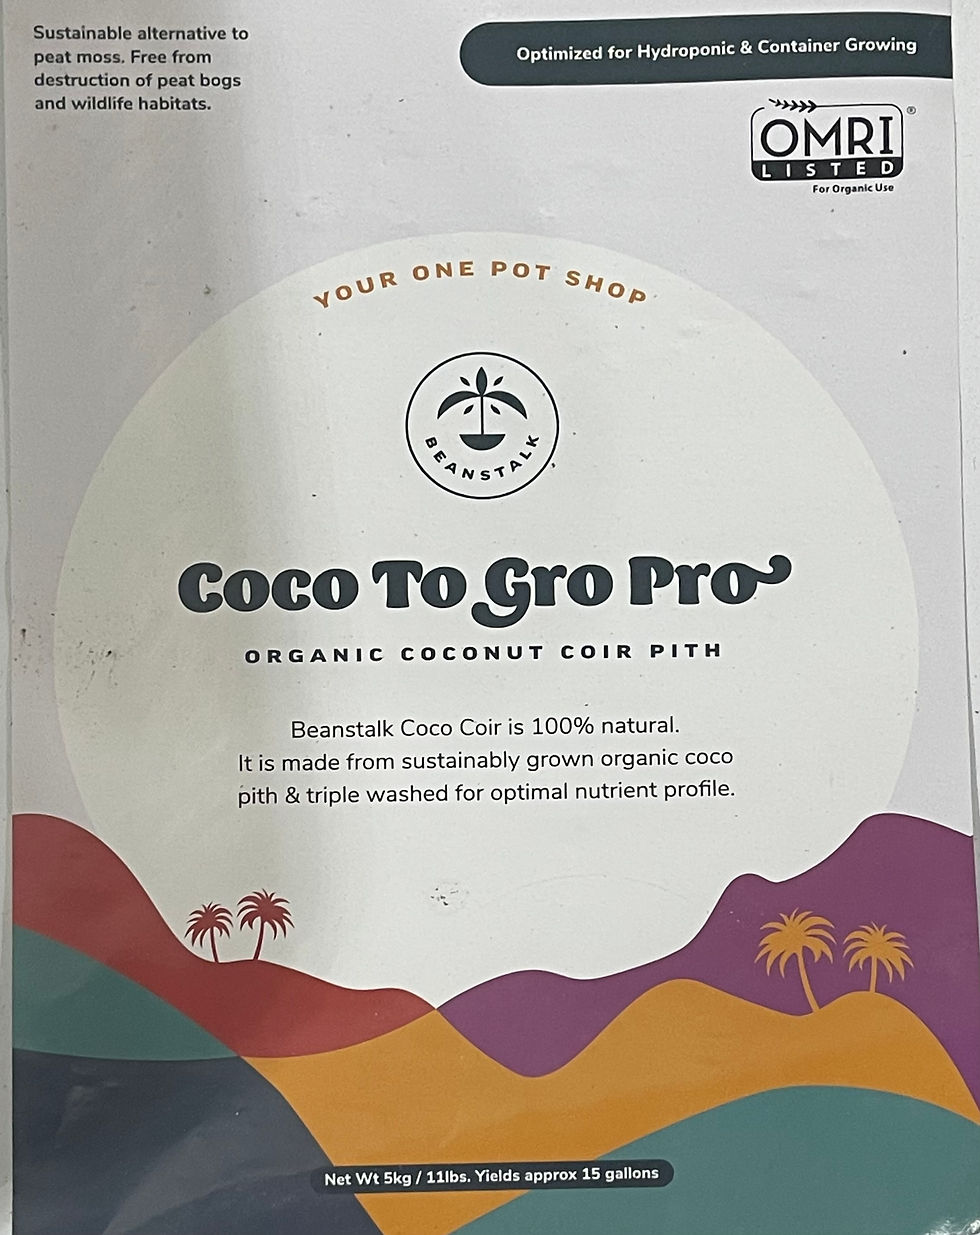 Sustainable alternative to
peat moss. Free from
destruction of peat bogs
and wildlife habitats.
Optimized for Hydroponic & Container Growing
OMRI ®
LISTED
For Organic Use
YOUR ONE POT SHOP
BEANSTALK
Coco To Gro Pro
ORGANIC COCONUT COIR PITH
Beanstalk Coco Coir is 100% natural.
It is made from sustainably grown organic coco
pith & triple washed for optimal nutrient profile.
Net Wt 5kg / 11lbs. Yields approx 15 gallons